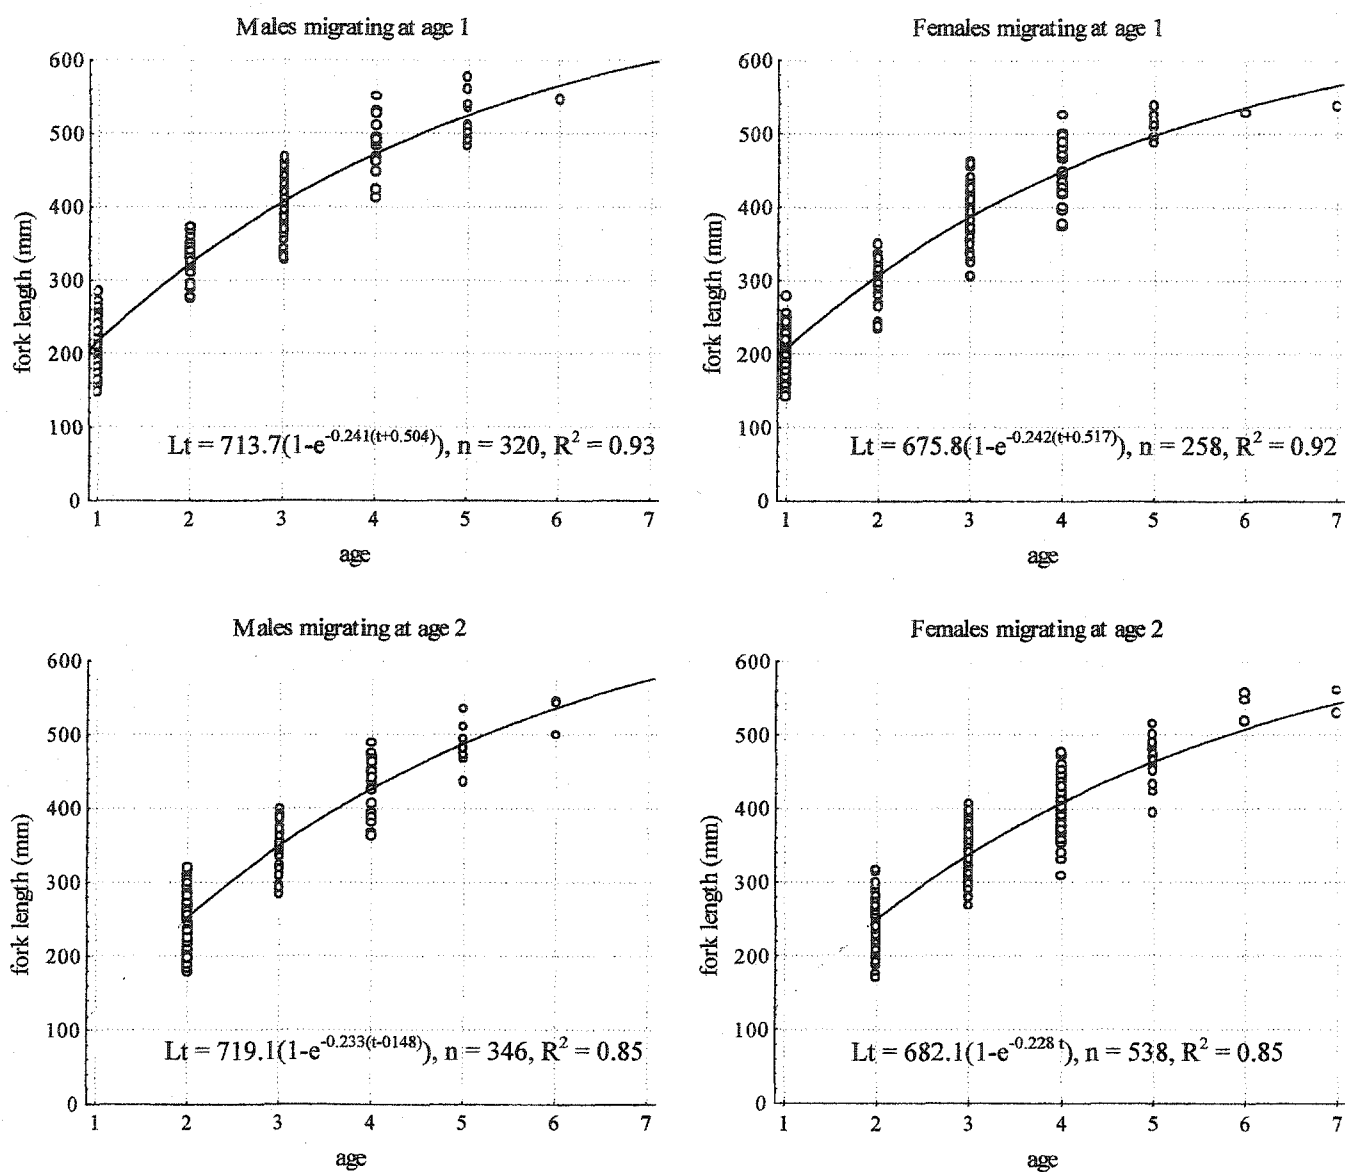 Males migrating at age 1
600
500
400
300
200
100
0
fork length (mm)
Lt = 713.7(1-e^-0.241(t+0.504)), n = 320, R² = 0.93
1 2 3 4 5 6 7
age
Females migrating at age 1
600
500
400
300
200
100
0
fork length (mm)
Lt = 675.8(1-e^-0.242(t+0.517)), n = 258, R² = 0.92
1 2 3 4 5 6 7
age
Males migrating at age 2
600
500
400
300
200
100
0
fork length (mm)
Lt = 719.1(1-e^-0.233(t-0148)), n = 346, R² = 0.85
1 2 3 4 5 6 7
age
Females migrating at age 2
600
500
400
300
200
100
0
fork length (mm)
Lt = 682.1(1-e^-0.228 t), n = 538, R² = 0.85
1 2 3 4 5 6 7
age